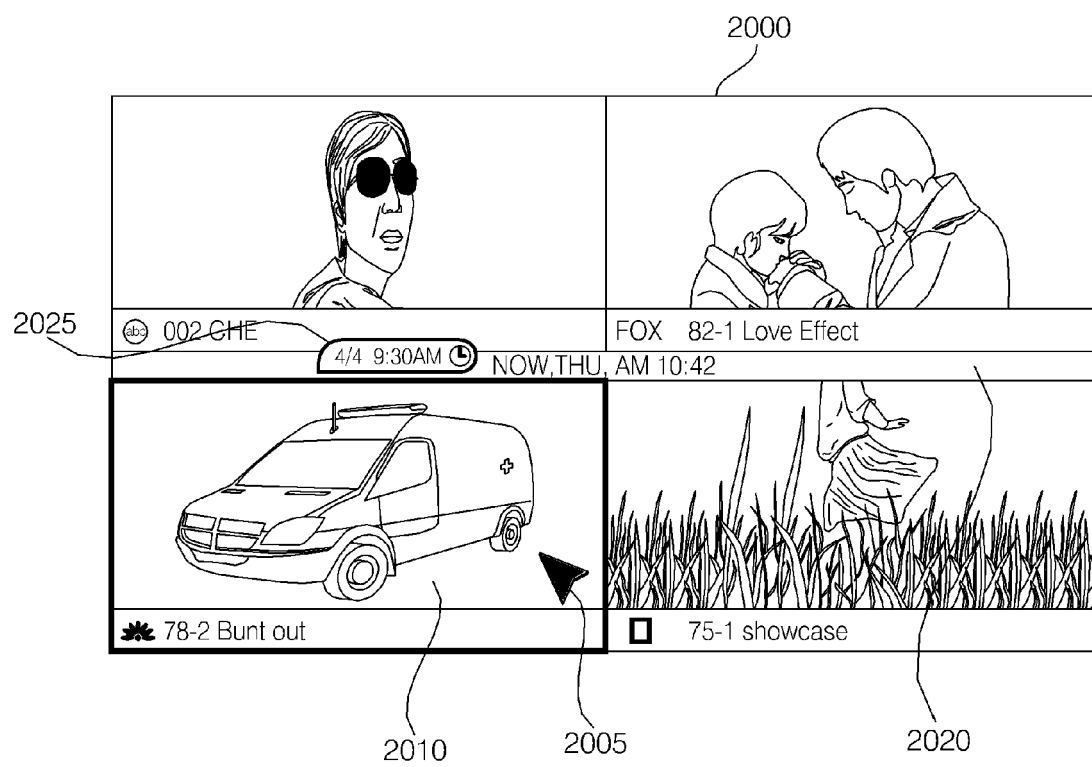 2000
2025
abc 002 CHE
FOX 82-1 Love Effect
4/4 9:30AM
NOW,THU, AM 10:42
78-2 Bunt out
75-1 showcase
2010
2005
2020